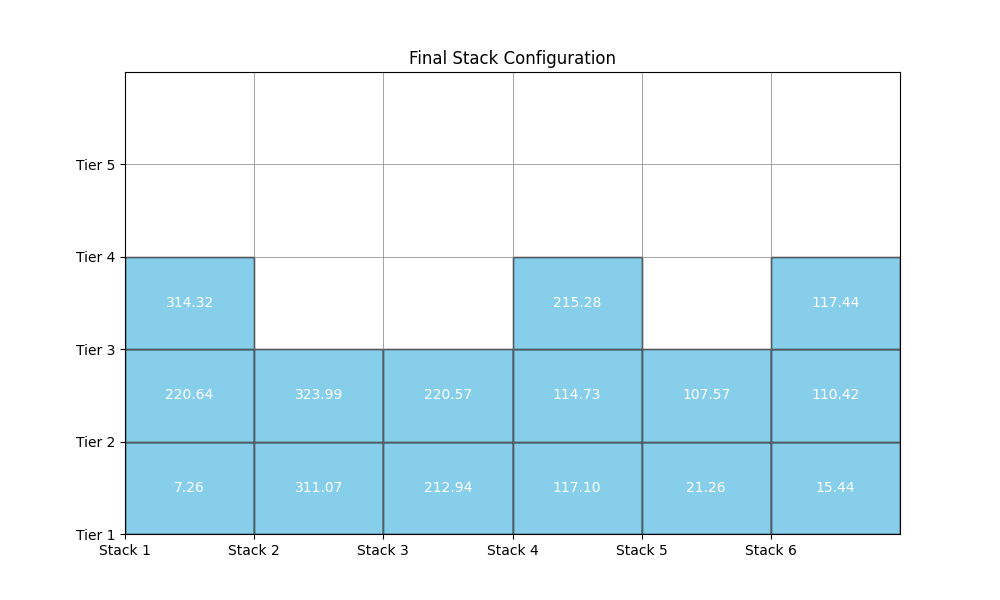 Final Stack Configuration
Tier 5
Tier 4
314.32 215.28 117.44
Tier 3
220.64 323.99 220.57 114.73 107.57 110.42
Tier 2
7.26 311.07 212.94 117.10 21.26 15.44
Tier 1
Stack 1 Stack 2 Stack 3 Stack 4 Stack 5 Stack 6